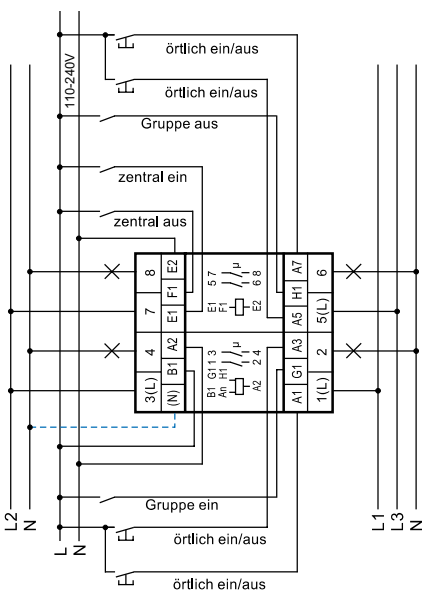 örtlich ein/aus
110-240V
örtlich ein/aus
Gruppe aus
zentral ein
zentral aus
8 E2
7 F1
E1
4 A2
B1
3(L) (N)
5 7
µ
6 8
E1
F1
E2
B1 G1 1 3
An H1
µ
2 4
A2
A7 6
H1
A5 5(L)
A3 2
G1
A1 1(L)
Gruppe ein
örtlich ein/aus
örtlich ein/aus
L2
N
L
N
L1
L3
N